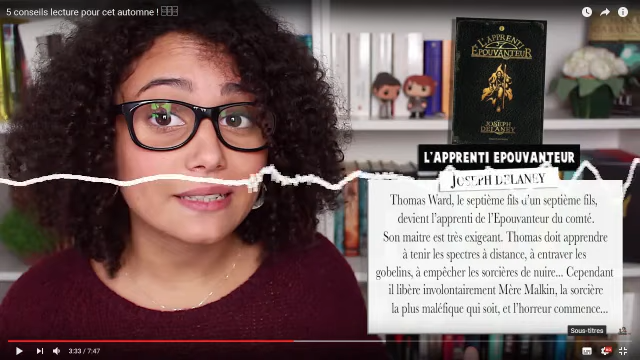 5 conseils lecture pour cet automne !
L'APPRENTI
EPOUVANTEUR
JOSEPH
DELANEY
L'APPRENTI EPOUVANTEUR
JOSEPH DELANEY
Thomas Ward, le septième fils d'un septième fils,
devient l'apprenti de l'Epouvanteur du comté.
Son maitre est très exigeant. Thomas doit apprendre
à tenir les spectres à distance, à entraver les
gobelins, à empêcher les sorcières de nuire... Cependant
il libère involontairement Mère Malkin, la sorcière
la plus maléfique qui soit, et l'horreur commence...
Sous-titres
3:33 / 7:47